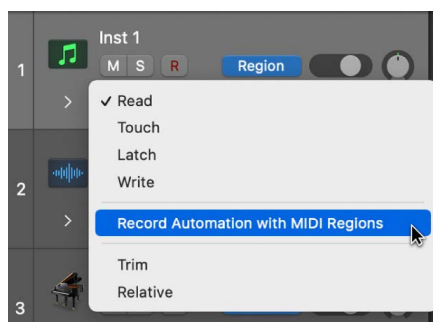 Inst 1
1
M S R Region
✓ Read
Touch
Latch
Write
2
Record Automation with MIDI Regions
Trim
Relative
3